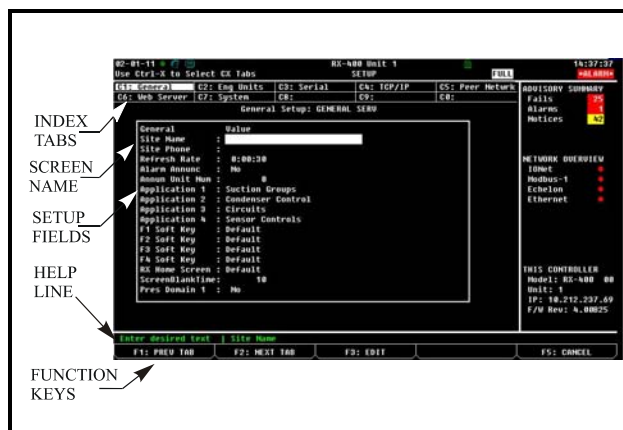 02-01-11 RX-400 Unit 1 14:37:37
Use Ctrl-X to Select CX Tabs SETUP FULL *ALARM*
C1: General C2: Eng Units C3: Serial C4: TCP/IP C5: Peer Network ADVISORY SUMMARY
C6: Web Server C7: System C8: C9: C0: Fails 25
General Setup: GENERAL SERV Alarms 1
Notices 42
INDEX TABS
SCREEN NAME
SETUP FIELDS
HELP LINE
FUNCTION KEYS
General Value
Site Name :
Site Phone :
Refresh Rate : 0:00:30
Alarm Annunc : No
Annun Unit Num : 0
Application 1 : Suction Groups
Application 2 : Condenser Control
Application 3 : Circuits
Application 4 : Sensor Controls
F1 Soft Key : Default
F2 Soft Key : Default
F3 Soft Key : Default
F4 Soft Key : Default
RX Home Screen : Default
ScreenBlankTime: 10
Pres Domain 1 : No
NETWORK OVERVIEW
IONet
Modbus-1
Echelon
Ethernet
THIS CONTROLLER
Model: RX-400 00
Unit: 1
IP: 10.212.237.69
F/W Rev: 4.00B25
Enter desired text | Site Name
F1: PREV TAB F2: NEXT TAB F3: EDIT F5: CANCEL